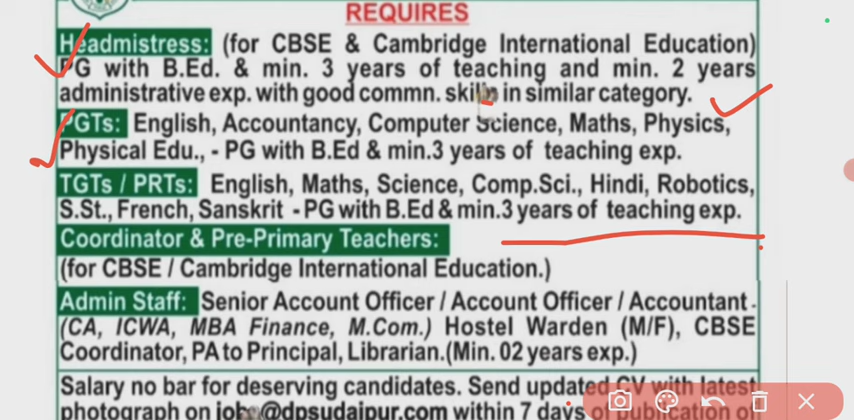 REQUIRES
Headmistress: (for CBSE & Cambridge International Education)
PG with B.Ed. & min. 3 years of teaching and min. 2 years
administrative exp. with good commn. skills in similar category.
PGTs: English, Accountancy, Computer Science, Maths, Physics,
Physical Edu., - PG with B.Ed & min.3 years of teaching exp.
TGTs / PRTs: English, Maths, Science, Comp.Sci., Hindi, Robotics,
S.St., French, Sanskrit - PG with B.Ed & min.3 years of teaching exp.
Coordinator & Pre-Primary Teachers:
(for CBSE / Cambridge International Education.)
Admin Staff: Senior Account Officer / Account Officer / Accountant -
(CA, ICWA, MBA Finance, M.Com.) Hostel Warden (M/F), CBSE
Coordinator, PA to Principal, Librarian.(Min. 02 years exp.)
Salary no bar for deserving candidates. Send updated CV with latest
photograph on @dpsudaipur.com within 7 days of publication of